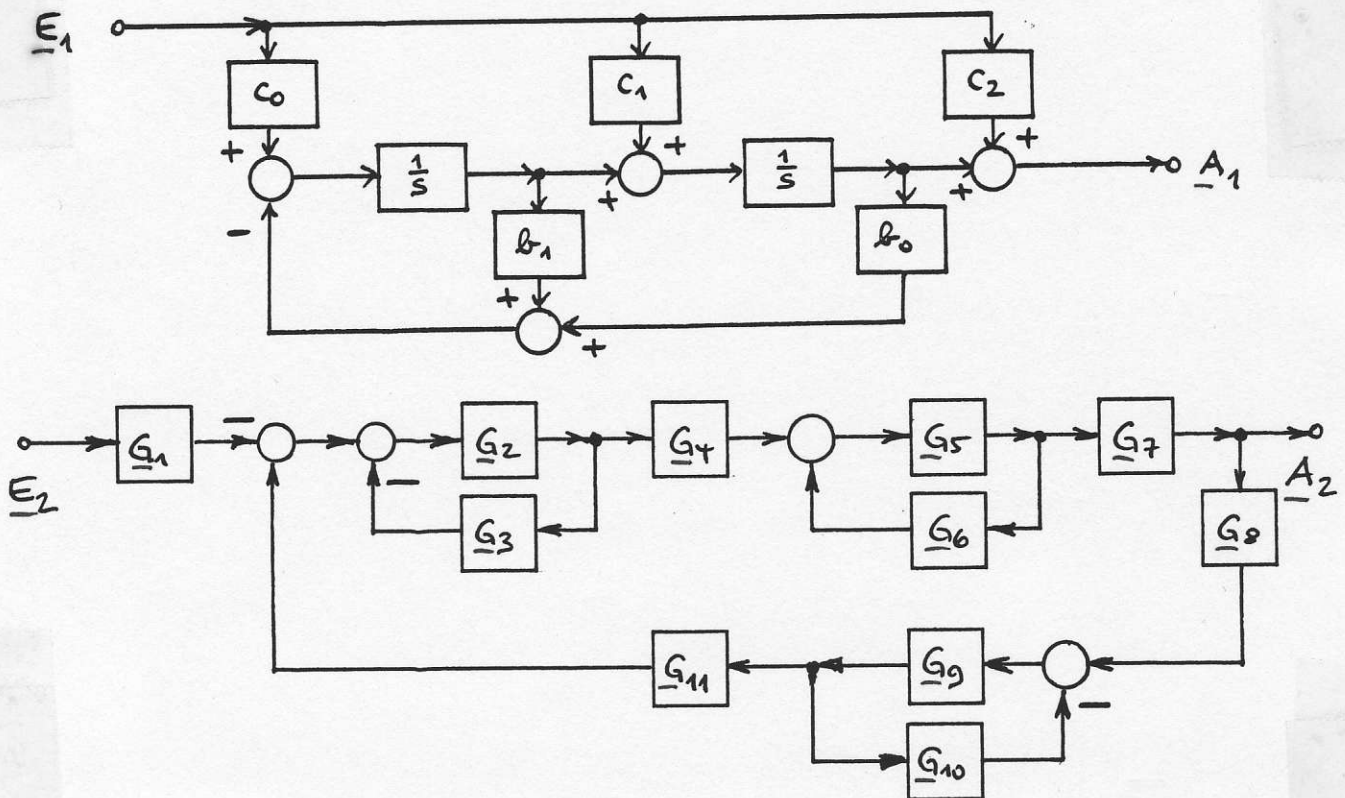 E1
C0 C1 C2
+ + +
1/s + 1/s + A1
−
b1 b0
+ +
E2 G1 − G2 G4 G5 G7 A2
− G3 G6 G8
G11 G9
− G10